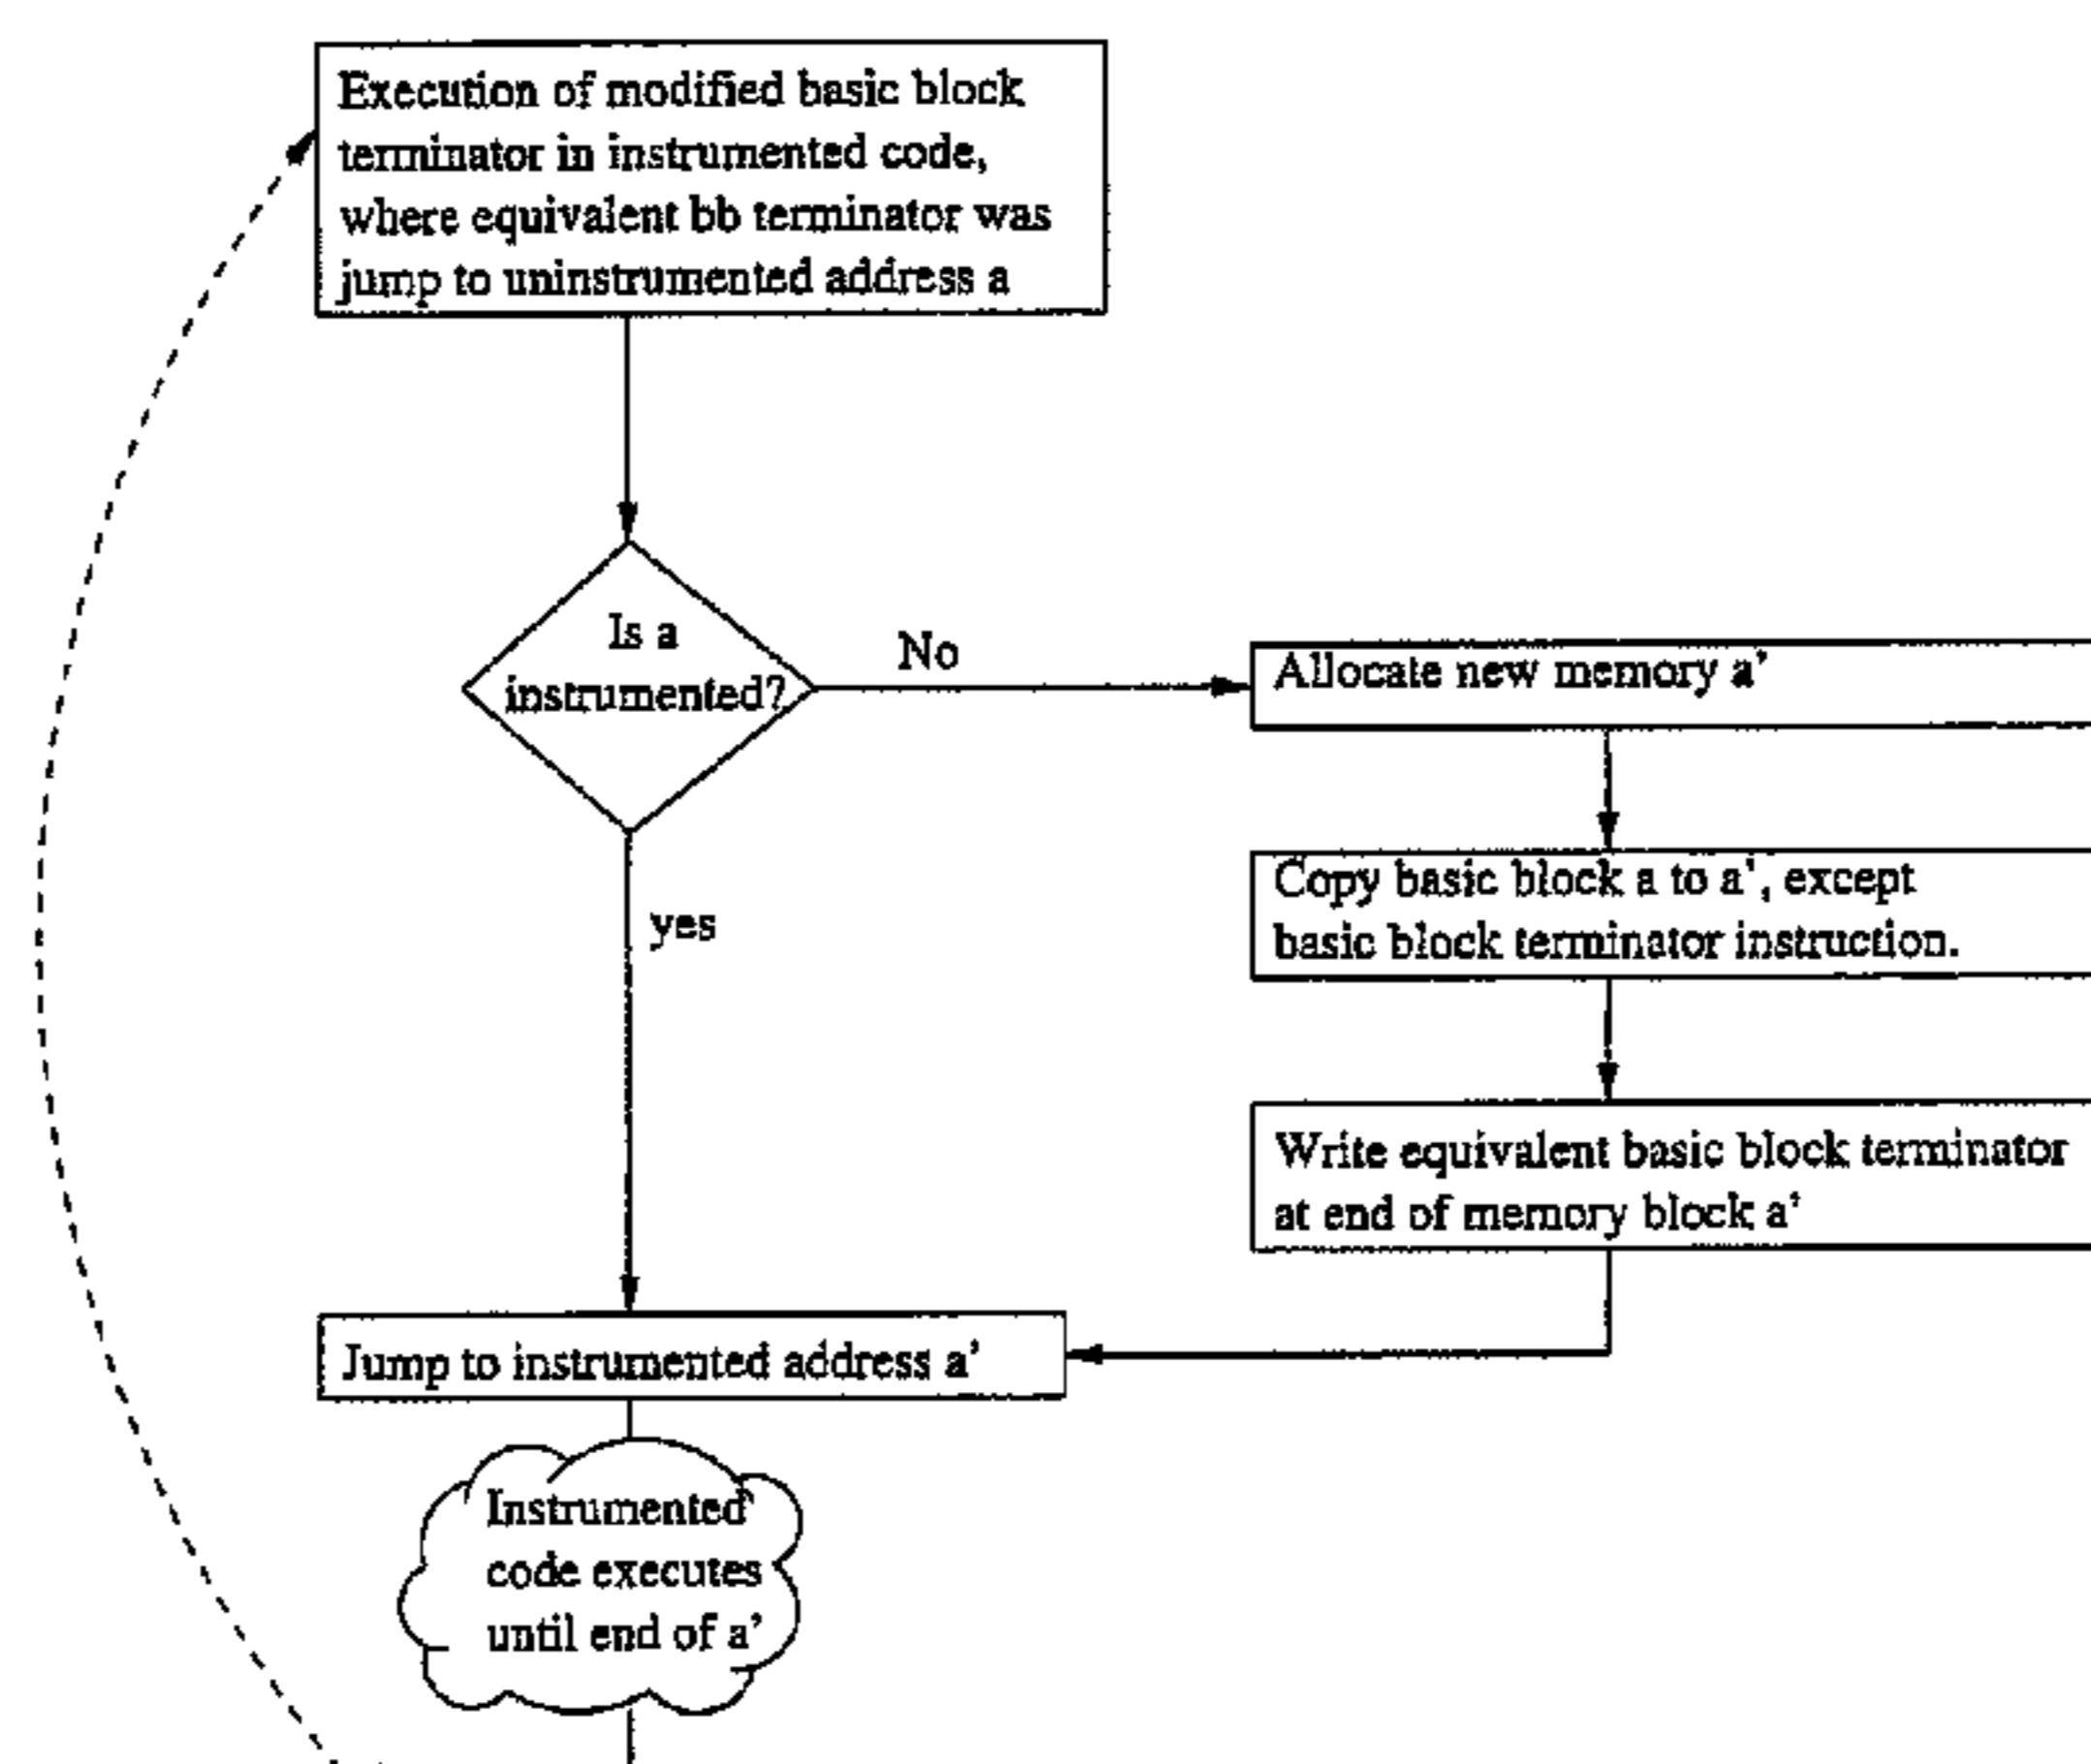 Execution of modified basic block
terminator in instrumented code,
where equivalent bb terminator was
jump to uninstrumented address a
Is a
instrumented?
No
Allocate new memory a'
Copy basic block a to a', except
basic block terminator instruction.
yes
Write equivalent basic block terminator
at end of memory block a'
Jump to instrumented address a'
Instrumented
code executes
until end of a'